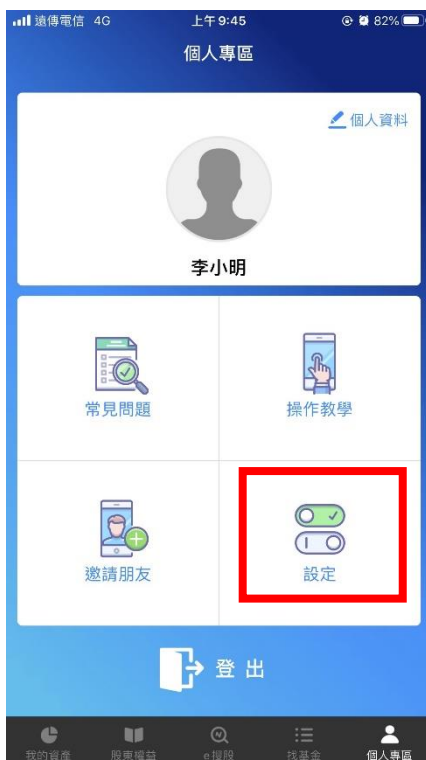 遠傳電信 4G 上午9:45 82%
個人專區
個人資料
李小明
常見問題 操作教學
邀請朋友 設定
登出
我的資產 股東權益 e搜股 找基金 個人專區